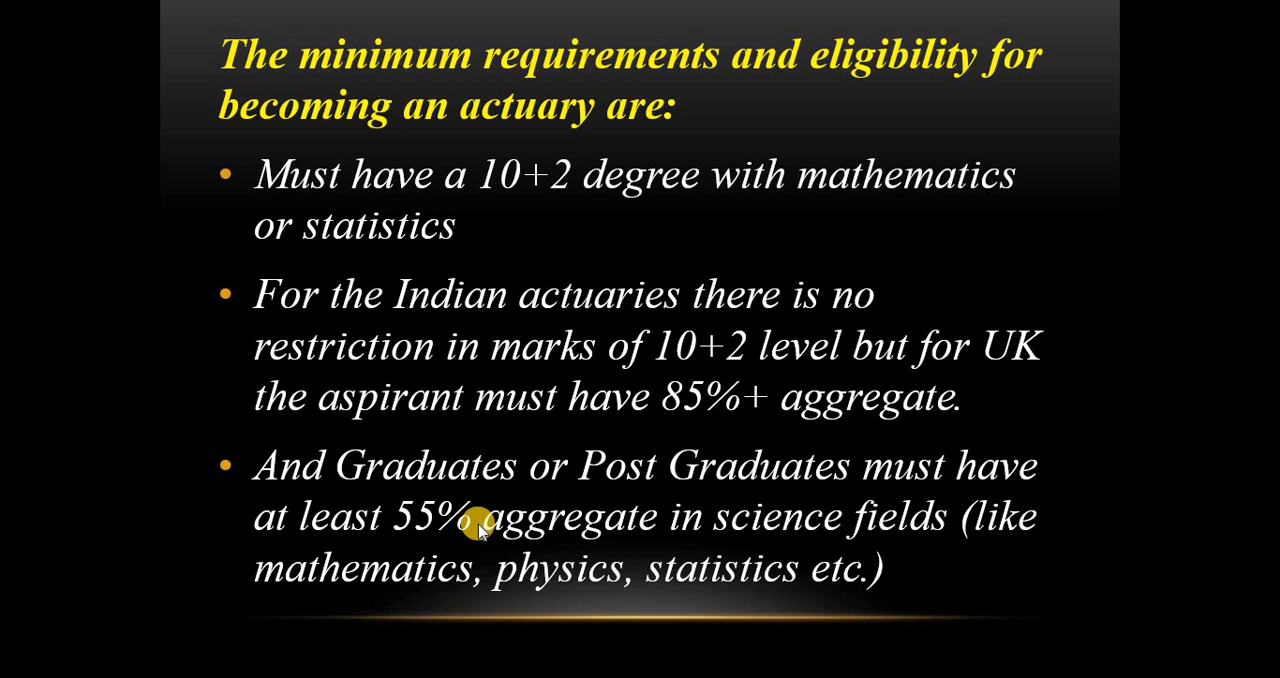 The minimum requirements and eligibility for
becoming an actuary are:
• Must have a 10+2 degree with mathematics
or statistics
• For the Indian actuaries there is no
restriction in marks of 10+2 level but for UK
the aspirant must have 85%+ aggregate.
• And Graduates or Post Graduates must have
at least 55% aggregate in science fields (like
mathematics, physics, statistics etc.)